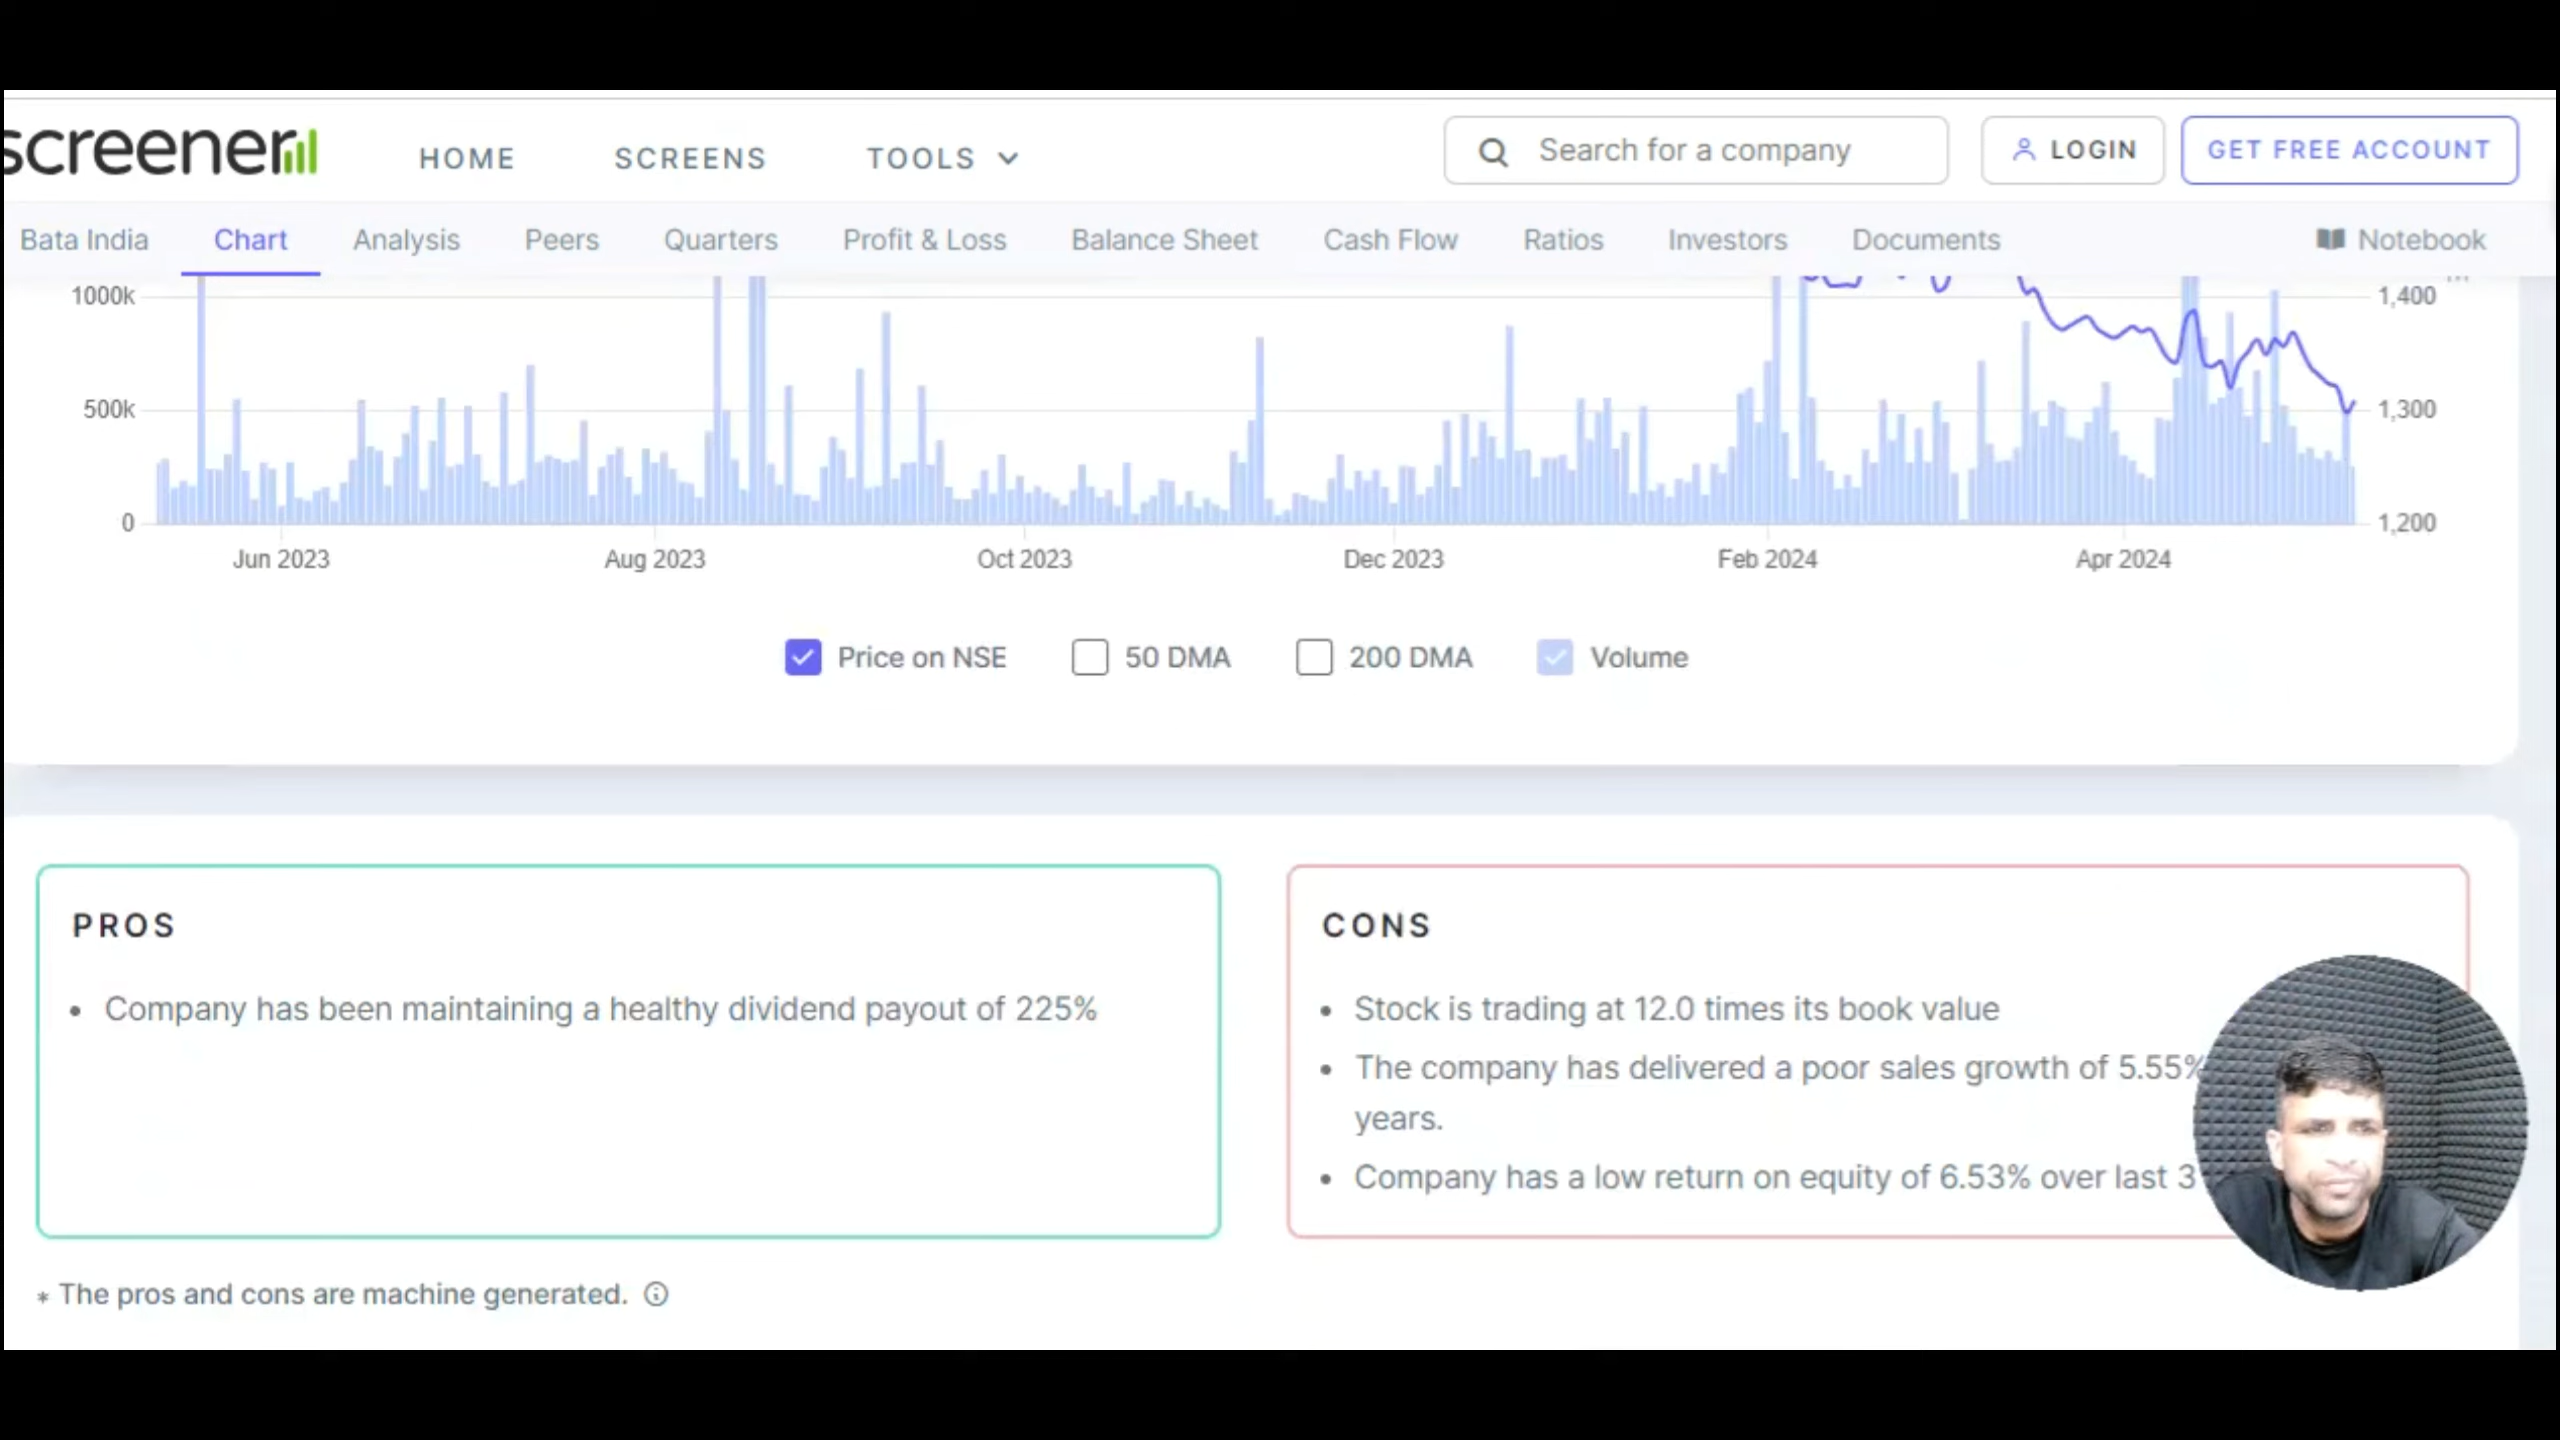 screener
HOME SCREENS TOOLS
Search for a company
LOGIN
GET FREE ACCOUNT
Bata India Chart Analysis Peers Quarters Profit & Loss Balance Sheet Cash Flow Ratios Investors Documents Notebook
1000k 1,400
500k 1,300
0 1,200
Jun 2023 Aug 2023 Oct 2023 Dec 2023 Feb 2024 Apr 2024
Price on NSE 50 DMA 200 DMA Volume
PROS
• Company has been maintaining a healthy dividend payout of 225%
CONS
• Stock is trading at 12.0 times its book value
• The company has delivered a poor sales growth of 5.55%
years.
• Company has a low return on equity of 6.53% over last 3
* The pros and cons are machine generated.